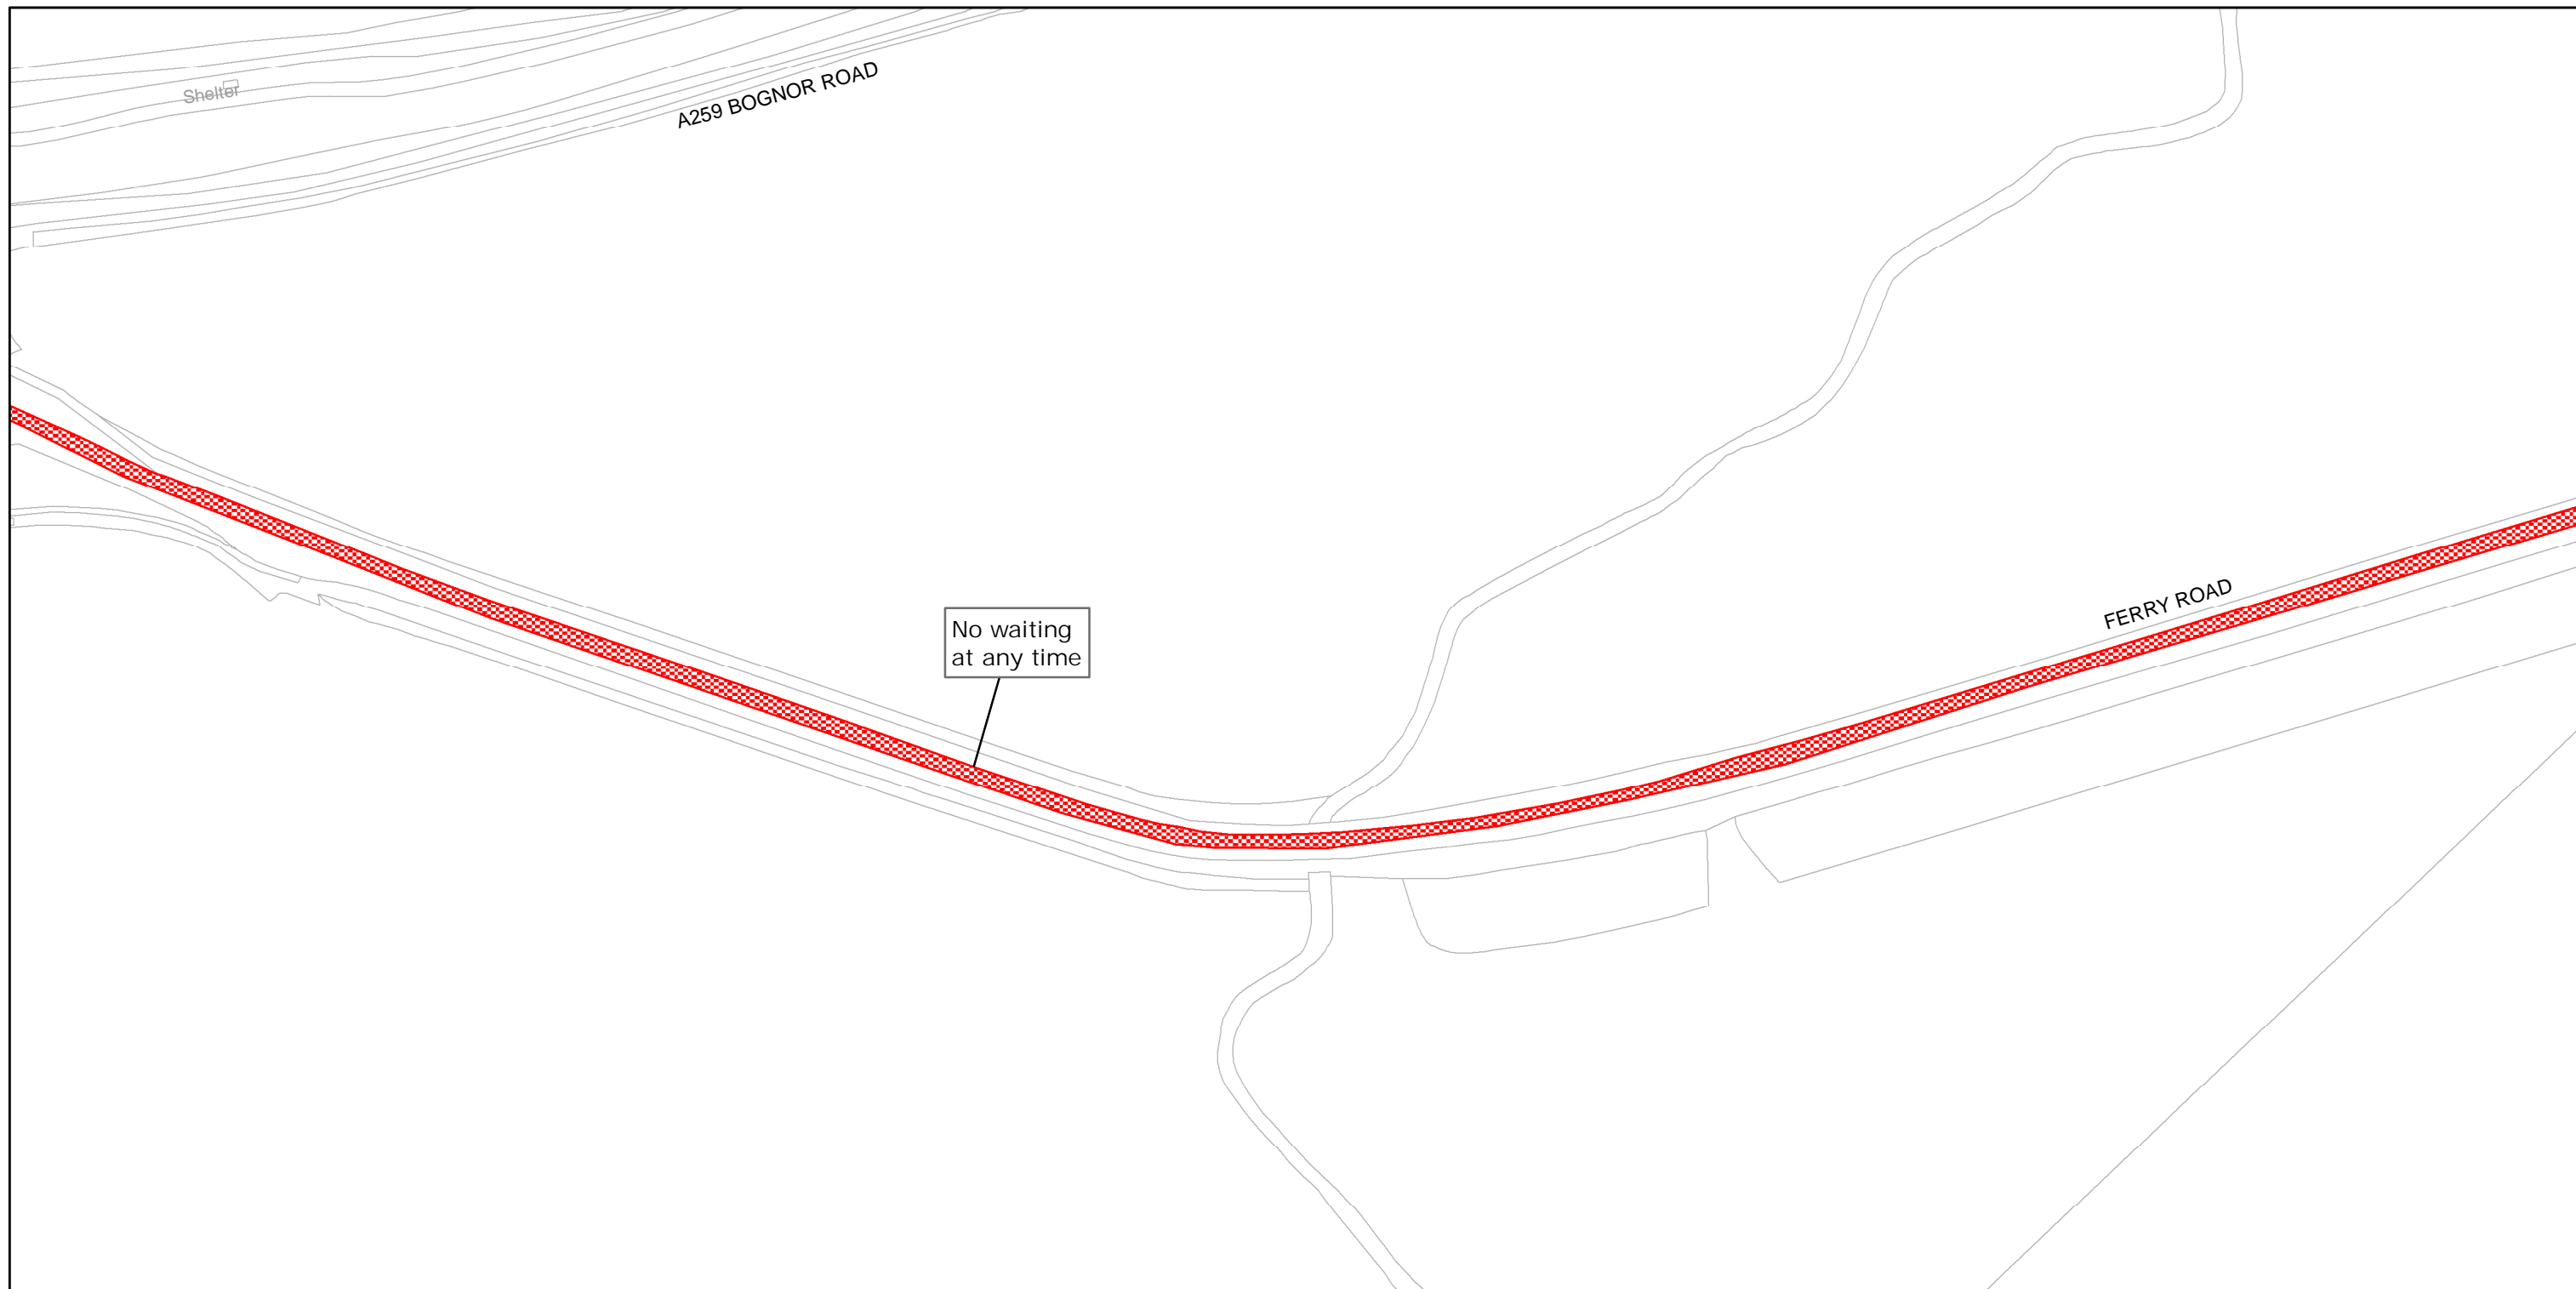 A259 BOGNOR ROAD
Shelter
FERRY ROAD
No waiting
at any time